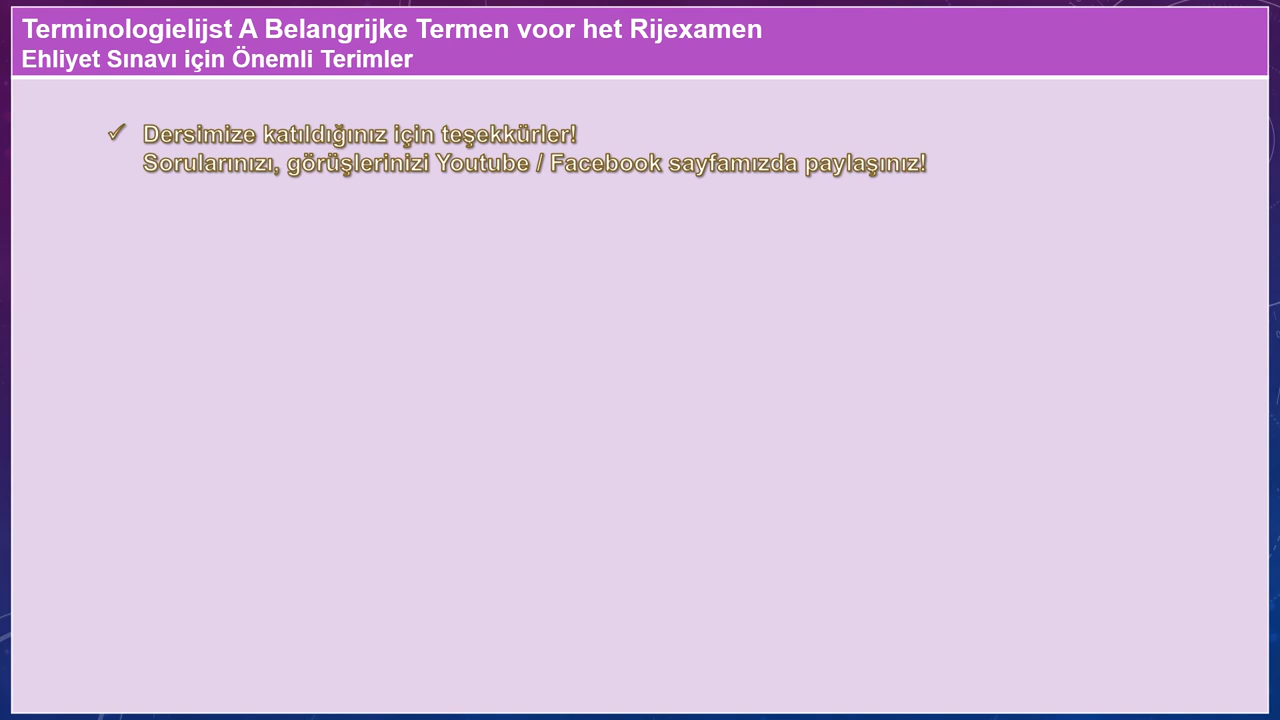 Terminologielijst A Belangrijke Termen voor het Rijexamen
Ehliyet Sınavı için Önemli Terimler
✓ Dersimize katıldığınız için teşekkürler!
Sorularınızı, görüşlerinizi Youtube / Facebook sayfamızda paylaşınız!